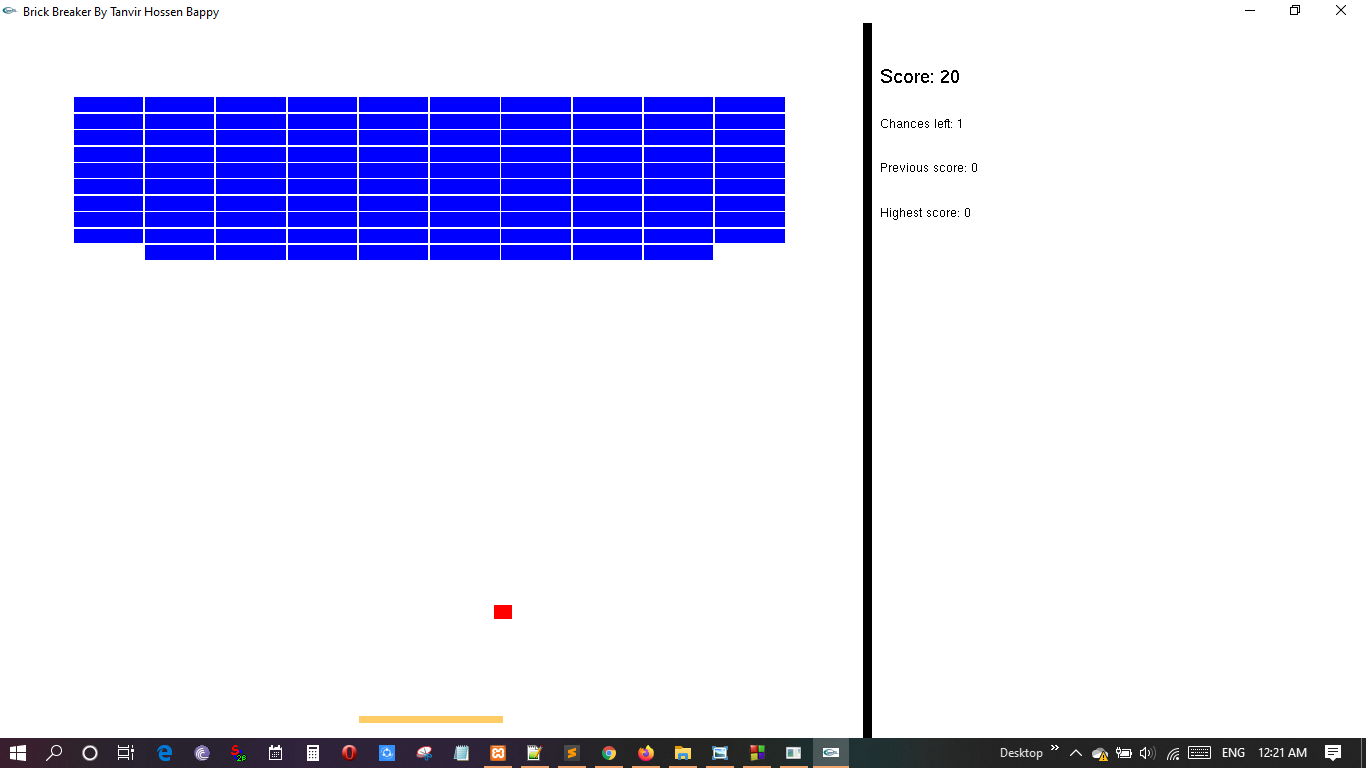 Brick Breaker By Tanvir Hossen Bappy
Score: 20
Chances left: 1
Previous score: 0
Highest score: 0
S 2P
Desktop » ENG 12:21 AM